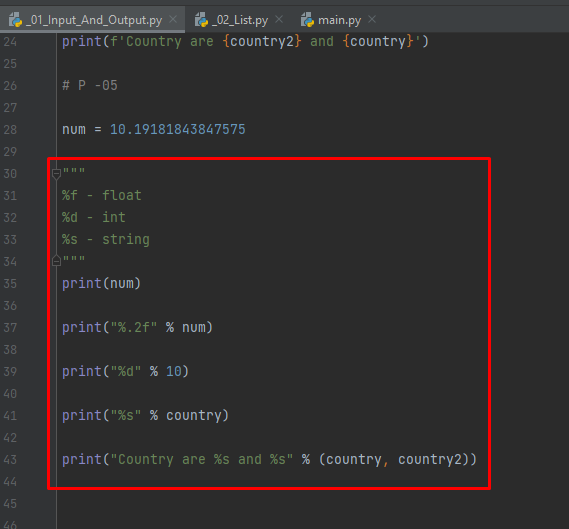 _01_Input_And_Output.py × _02_List.py × main.py ×
24 print(f'Country are {country2} and {country}')
25
26 # P -05
27
28 num = 10.19181843847575
29
30 """
31 %f - float
32 %d - int
33 %s - string
34 """
35 print(num)
36
37 print("%.2f" % num)
38
39 print("%d" % 10)
40
41 print("%s" % country)
42
43 print("Country are %s and %s" % (country, country2))
44
45
46